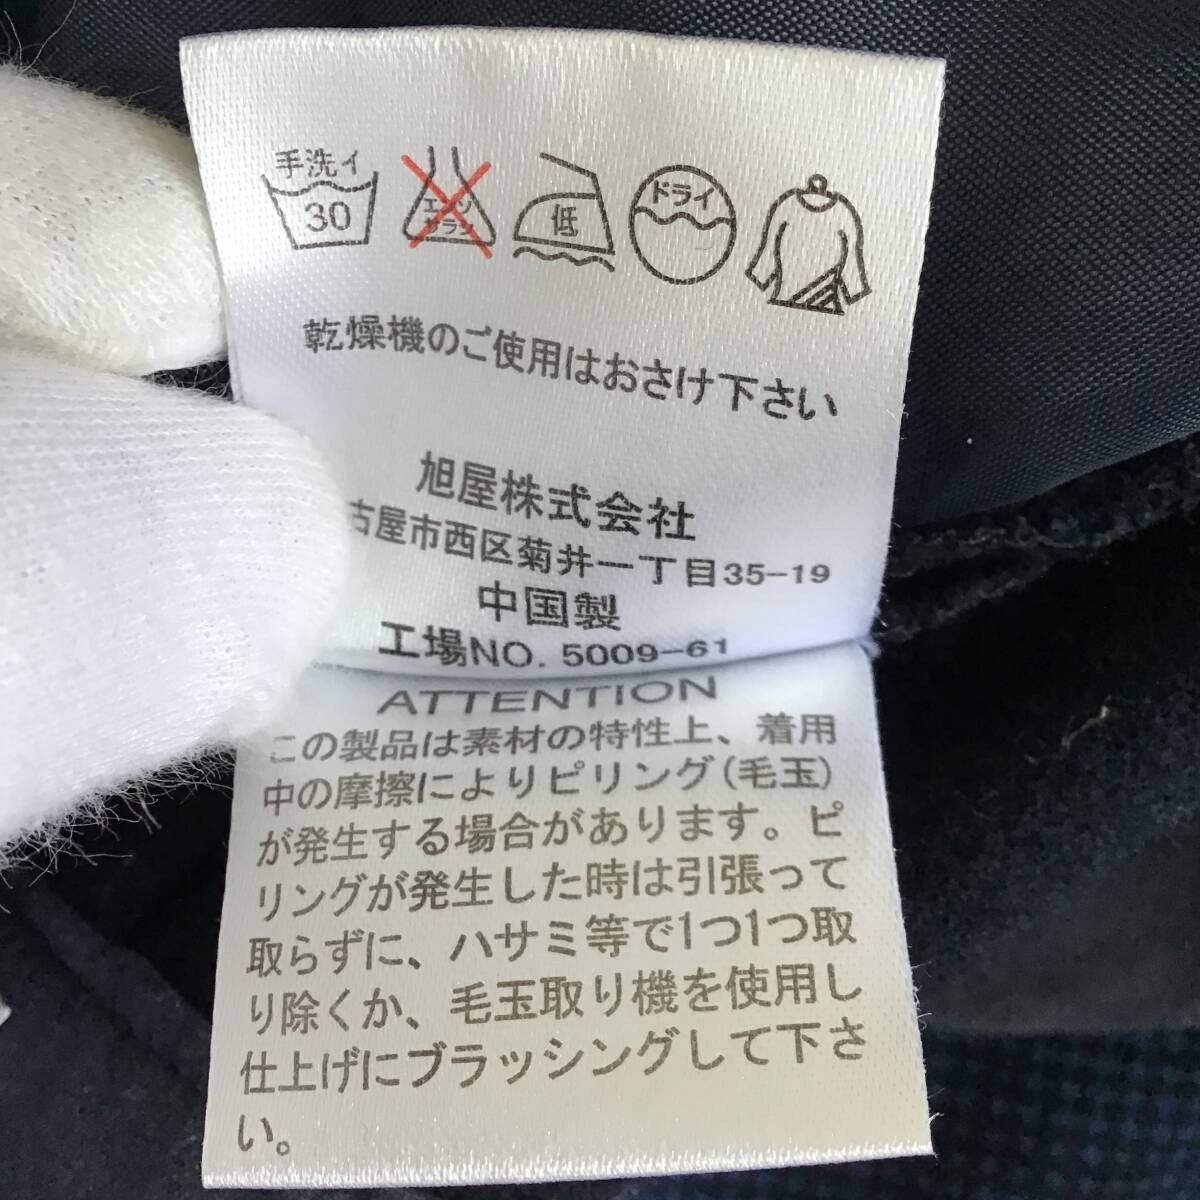 手洗イ
30
エンソ
サラシ
低
ドライ
乾燥機のご使用はおさけ下さい
旭屋株式会社
古屋市西区菊井一丁目35-19
中国製
工場NO. 5009-61
ATTENTION
この製品は素材の特性上、着用
中の摩擦によりピリング(毛玉)
が発生する場合があります。ピ
リングが発生した時は引張って
取らずに、ハサミ等で1つ1つ取
り除くか、毛玉取り機を使用し
仕上げにブラッシングして下さ
い。